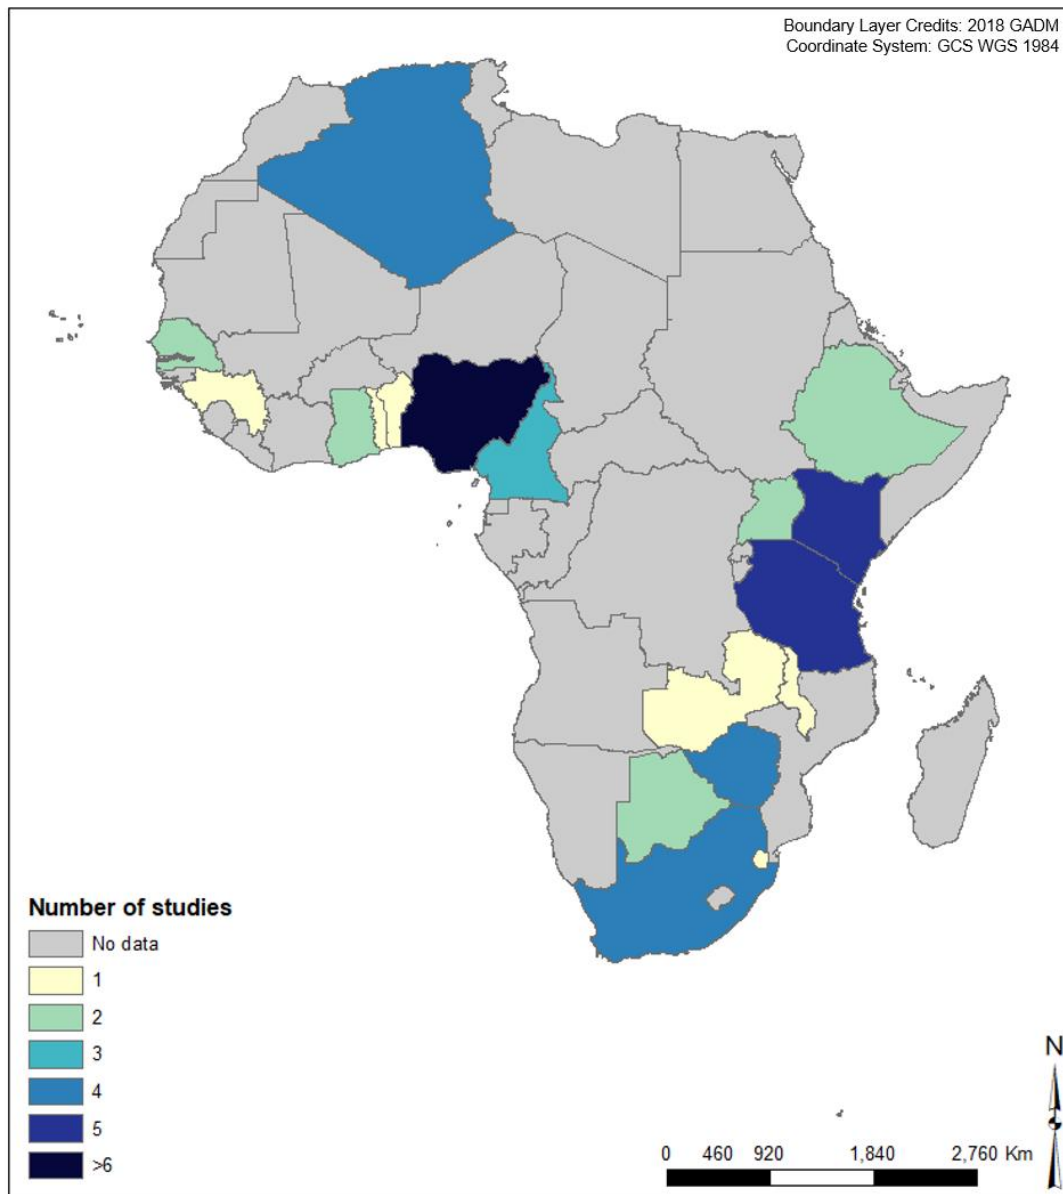 Boundary Layer Credits: 2018 GADM
Coordinate System: GCS WGS 1984
Number of studies
No data
1
2
3
4
5
>6
N
0 460 920 1,840 2,760 Km